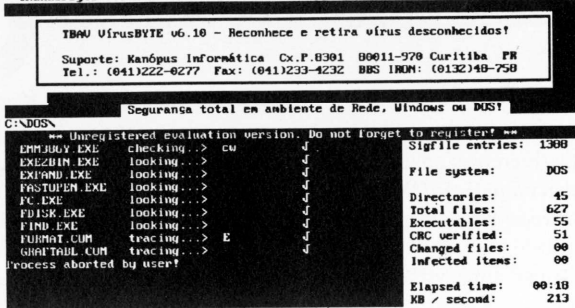 TBAV VírusBYTE v6.10 - Reconhece e retira vírus desconhecidos!
Suporte: Kanópus Informática Cx.P.8301 80011-970 Curitiba PR
Tel.: (041)222-0277 Fax: (041)233-4232 BBS IRON: (0132)48-758
Segurança total em ambiente de Rede, Windows ou DOS!
C:\DOS\
** Unregistered evaluation version. Do not forget to register! **
EMM386Y.EXE checking...> cw √ Sigfile entries: 1308
EXE2BIN.EXE looking...> √
EXPAND.EXE looking...> √ File system: DOS
FASTOPEN.EXE looking...> √
FC.EXE looking...> √ Directories: 45
FDISK.EXE looking...> √ Total files: 627
FIND.EXE looking...> √ Executables: 55
FORMAT.COM tracing...> E √ CRC verified: 51
GRAFTABL.COM tracing...> √ Changed files: 00
Process aborted by user! Infected items: 00
Elapsed time: 00:18
KB / second: 213